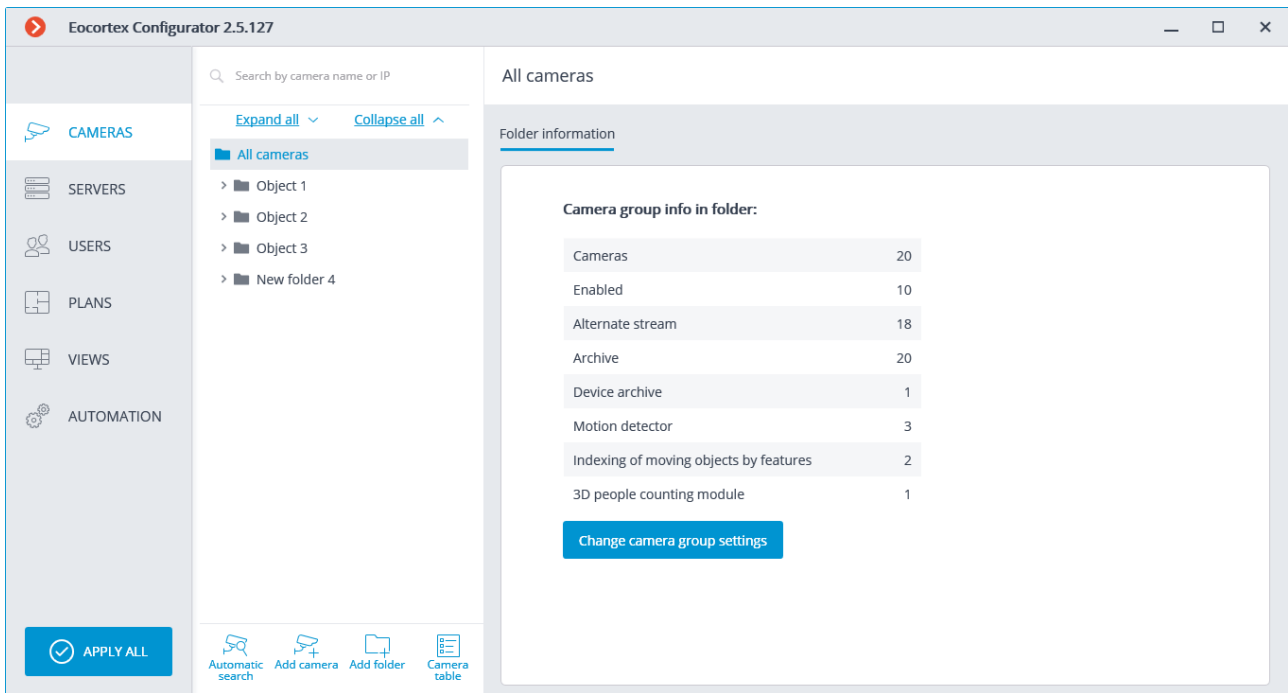 Eocortex Configurator 2.5.127
CAMERAS
SERVERS
USERS
PLANS
VIEWS
AUTOMATION
APPLY ALL
Search by camera name or IP
Expand all Collapse all
All cameras
Object 1
Object 2
Object 3
New folder 4
Automatic search
Add camera
Add folder
Camera table
All cameras
Folder information
Camera group info in folder:
Cameras 20
Enabled 10
Alternate stream 18
Archive 20
Device archive 1
Motion detector 3
Indexing of moving objects by features 2
3D people counting module 1
Change camera group settings